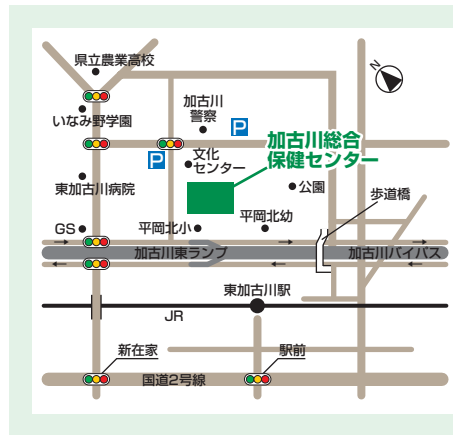 県立農業高校
N
いなみ野学園
加古川
警察
P
P
文化
センター
加古川総合
保健センター
東加古川病院
公園
歩道橋
GS
平岡北小
平岡北幼
加古川東ランプ
加古川バイパス
東加古川駅
JR
新在家
駅前
国道2号線